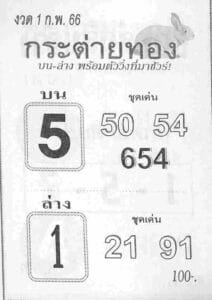 งวด 1 ก.พ. 66
กระต่ายทอง
บน-ล่าง พร้อมตัววิ่งที่มาชัวร์!
บน ชุดเด่น
5 50 54
654
ล่าง ชุดเด่น
1 21 91
100-.